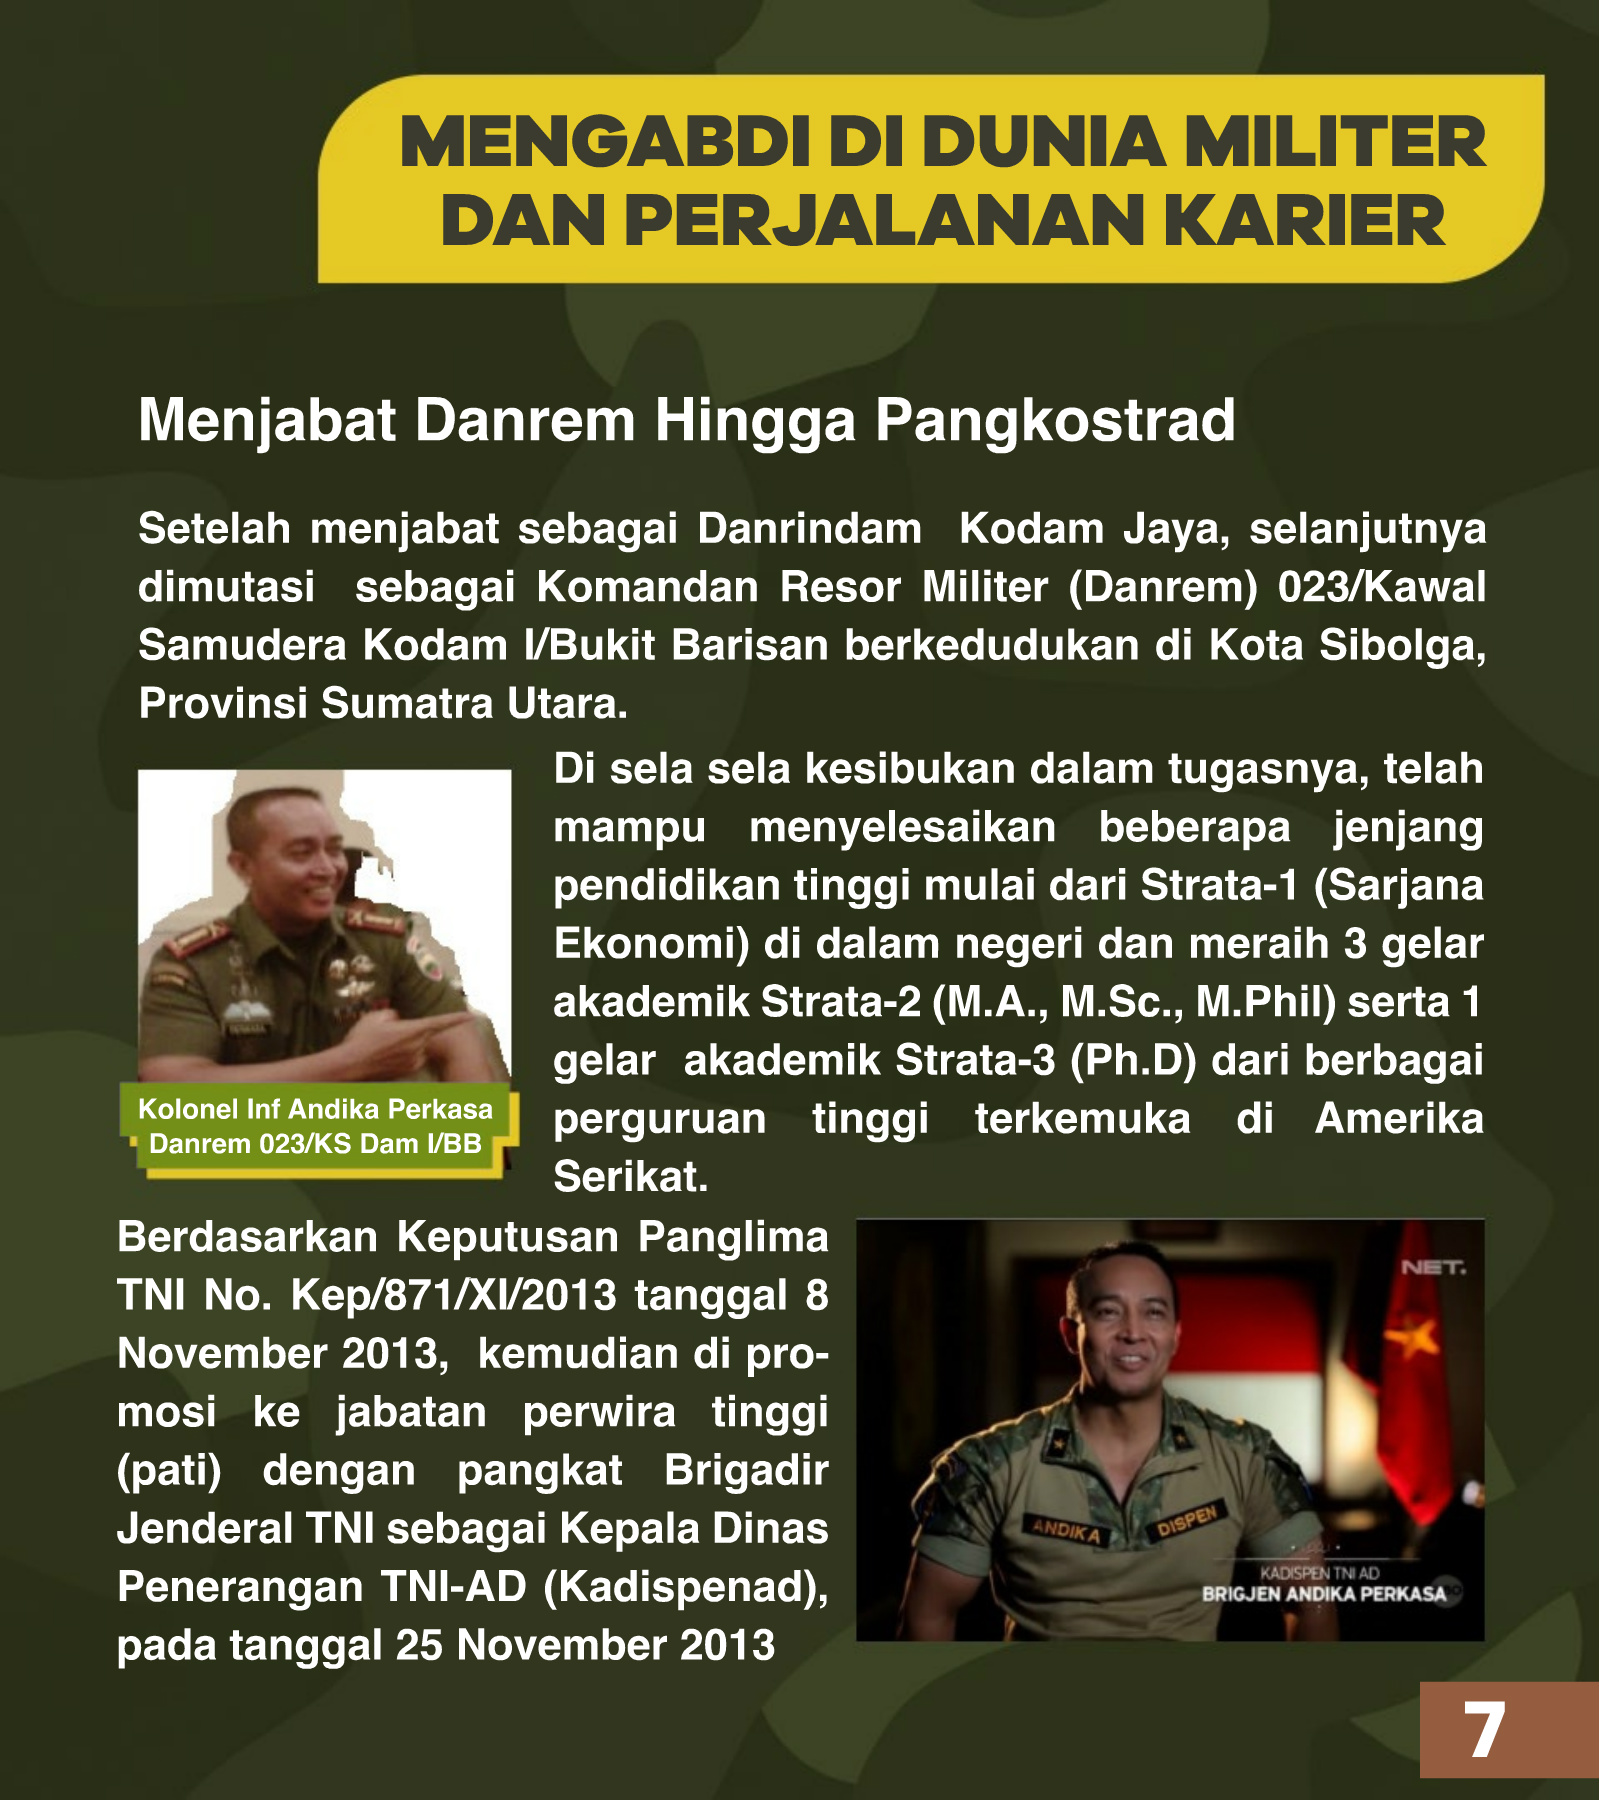 MENGABDI DI DUNIA MILITER
DAN PERJALANAN KARIER
Menjabat Danrem Hingga Pangkostrad
Setelah menjabat sebagai Danrindam Kodam Jaya, selanjutnya
dimutasi sebagai Komandan Resor Militer (Danrem) 023/Kawal
Samudera Kodam I/Bukit Barisan berkedudukan di Kota Sibolga,
Provinsi Sumatra Utara.
Di sela sela kesibukan dalam tugasnya, telah
mampu menyelesaikan beberapa jenjang
pendidikan tinggi mulai dari Strata-1 (Sarjana
Ekonomi) di dalam negeri dan meraih 3 gelar
akademik Strata-2 (M.A., M.Sc., M.Phil) serta 1
gelar akademik Strata-3 (Ph.D) dari berbagai
perguruan tinggi terkemuka di Amerika
Serikat.
Kolonel Inf Andika Perkasa
Danrem 023/KS Dam I/BB
Berdasarkan Keputusan Panglima
TNI No. Kep/871/XI/2013 tanggal 8
November 2013, kemudian di pro-
mosi ke jabatan perwira tinggi
(pati) dengan pangkat Brigadir
Jenderal TNI sebagai Kepala Dinas
Penerangan TNI-AD (Kadispenad),
pada tanggal 25 November 2013
NET.
ANDIKA
DISPEN
KADISPEN TNI AD
BRIGJEN ANDIKA PERKASA
7